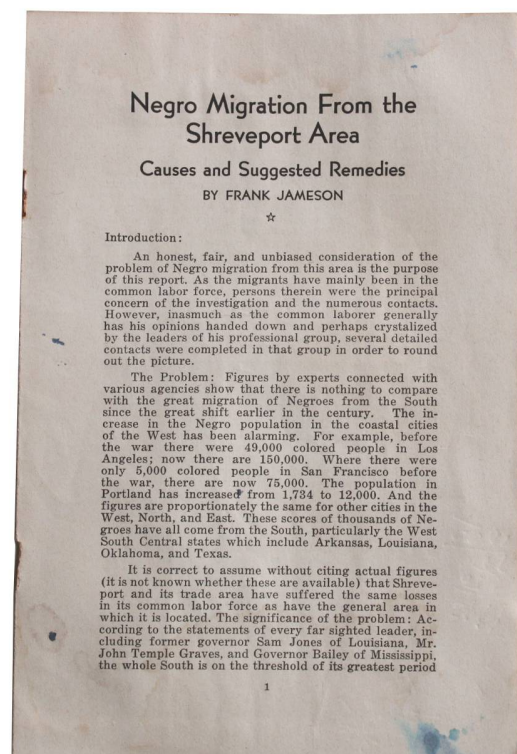 Negro Migration From the
Shreveport Area
Causes and Suggested Remedies
BY FRANK JAMESON
☆
Introduction:
An honest, fair, and unbiased consideration of the
problem of Negro migration from this area is the purpose
of this report. As the migrants have mainly been in the
common labor force, persons therein were the principal
concern of the investigation and the numerous contacts.
However, inasmuch as the common laborer generally
has his opinions handed down and perhaps crystalized
by the leaders of his professional group, several detailed
contacts were completed in that group in order to round
out the picture.
The Problem: Figures by experts connected with
various agencies show that there is nothing to compare
with the great migration of Negroes from the South
since the great shift earlier in the century. The in-
crease in the Negro population in the coastal cities
of the West has been alarming. For example, before
the war there were 49,000 colored people in Los
Angeles; now there are 150,000. Where there were
only 5,000 colored people in San Francisco before
the war, there are now 75,000. The population in
Portland has increased from 1,734 to 12,000. And the
figures are proportionately the same for other cities in the
West, North, and East. These scores of thousands of Ne-
groes have all come from the South, particularly the West
South Central states which include Arkansas, Louisiana,
Oklahoma, and Texas.
It is correct to assume without citing actual figures
(it is not known whether these are available) that Shreve-
port and its trade area have suffered the same losses
in its common labor force as have the general area in
which it is located. The significance of the problem: Ac-
cording to the statements of every far sighted leader, in-
cluding former governor Sam Jones of Louisiana, Mr.
John Temple Graves, and Governor Bailey of Mississippi,
the whole South is on the threshold of its greatest period
1